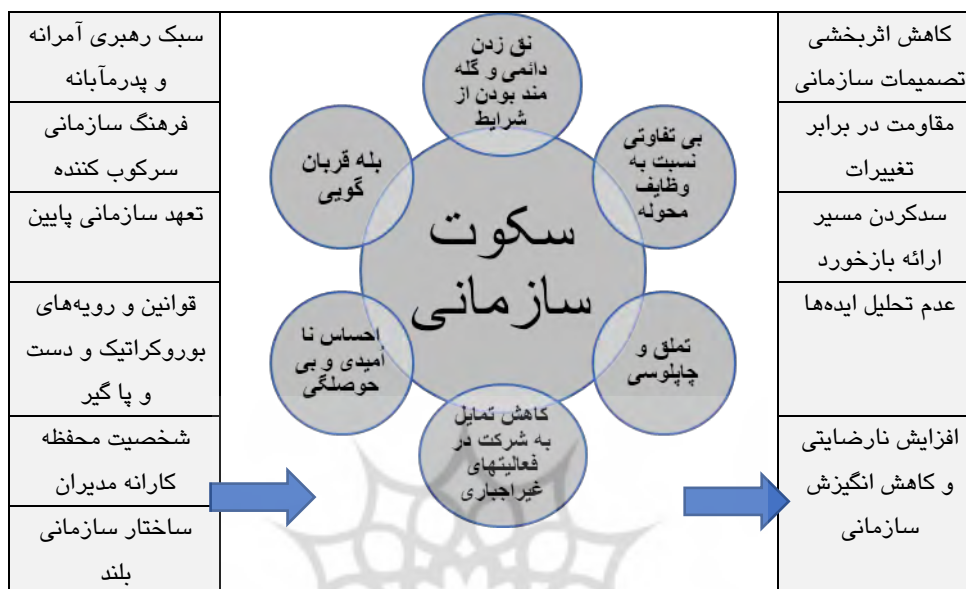 سبک رهبری آمرانه
و پدرمآبانه
فرهنگ سازمانی
سرکوب کننده
تعهد سازمانی پایین
قوانین و رویه‌های
بوروکراتیک و دست
و پا گیر
شخصیت محفظه
کارانه مدیران
ساختار سازمانی
بلند
نق زدن
دائمی و گله
مند بودن از
شرایط
بی تفاوتی
نسبت به
وظایف
محوله
بله قربان
گویی
سکوت
سازمانی
تملق و
چاپلوسی
احساس نا
امیدی و بی
حوصلگی
کاهش تمایل
به شرکت در
فعالیتهای
غیراجباری
کاهش اثربخشی
تصمیمات سازمانی
مقاومت در برابر
تغییرات
سدکردن مسیر
ارائه بازخورد
عدم تحلیل ایده‌ها
افزایش نارضایتی
و کاهش انگیزش
سازمانی